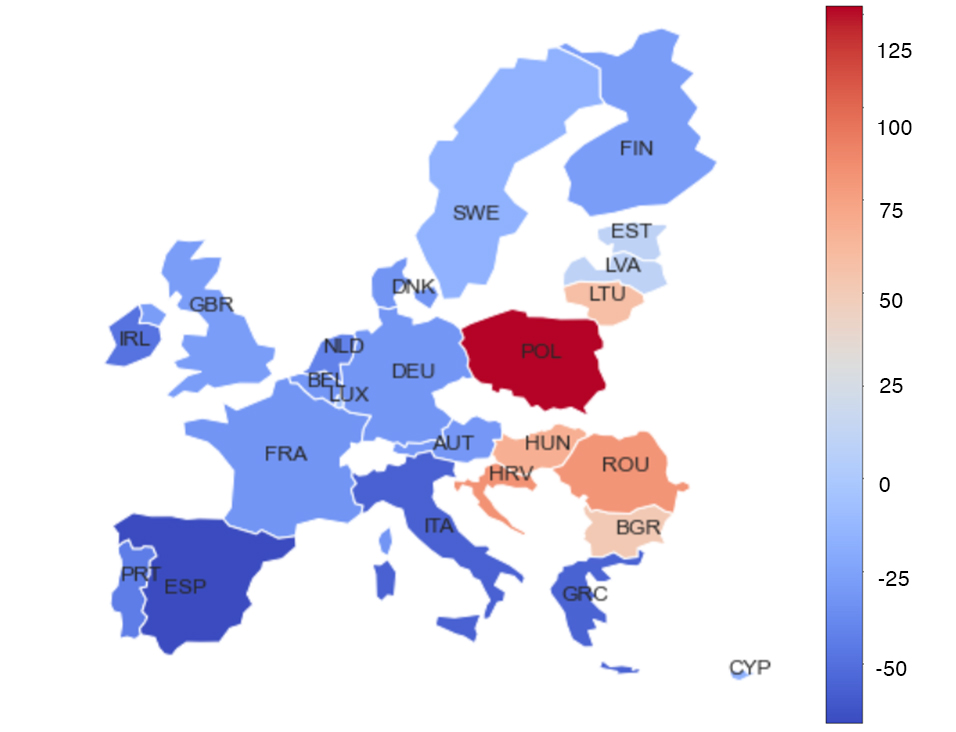 125
FIN
100
SWE
75
EST
LVA
DNK
LTU
GBR
50
IRL
NLD
POL
DEU
BEL
25
LUX
AUT
HUN
FRA
ROU
HRV
0
ITA
BGR
PRT
-25
ESP
GRC
CYP
-50